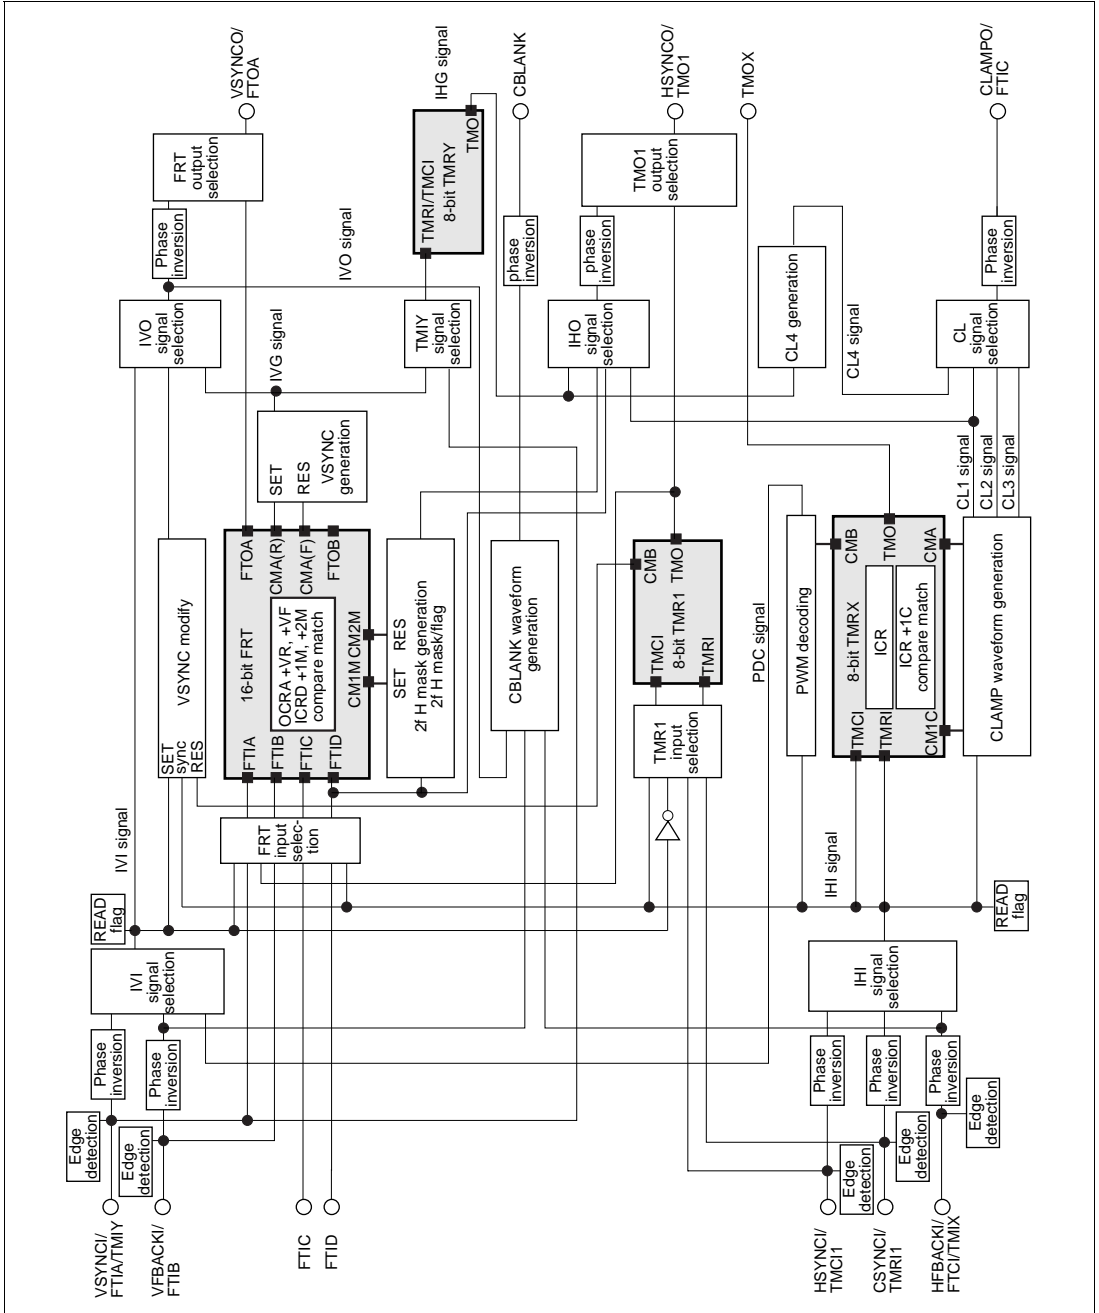 VSYNCI/
FTIA/TMIY
VFBACKI/
FTIB
FTIC
FTID
HSYNCI/
TMCI1
CSYNCI/
TMRI1
HFBACKI/
FTCI/TMIX
Edge
detection
Edge
detection
Edge
detection
Edge
detection
Edge
detection
Phase
inversion
Phase
inversion
Phase
inversion
Phase
inversion
Phase
inversion
IVI
signal
selection
IHI
signal
selection
READ
flag
READ
flag
IVI signal
IHI signal
FRT
input
selec-
tion
TMR1
input
selection
SET
sync
RES
VSYNC modify
FTIA
FTIB
FTIC
FTID
16-bit FRT
OCRA +VR, +VF
ICRD +1M, +2M
compare match
FTOA
CMA(R)
CMA(F)
FTOB
CM1M CM2M
SET
RES
2f H mask generation
2f H mask/flag
CBLANK waveform
generation
TMCI
TMRI
8-bit TMR1
CMB
TMO
PDC signal
PWM decoding
TMCI
TMRI
8-bit TMRX
ICR
ICR +1C
compare match
CMB
TMO
CMA
CM1C
CLAMP waveform generation
SET
RES
VSYNC
generation
IVG signal
CL1 signal
CL2 signal
CL3 signal
CL4 signal
IVO
signal
selection
TMIY
signal
selection
IHO
signal
selection
CL4 generation
CL
signal
selection
IVO signal
Phase
inversion
phase
inversion
phase
inversion
Phase
inversion
TMRI/TMCI
8-bit TMRY
TMO
IHG signal
FRT
output
selection
TMO1
output
selection
VSYNCO/
FTOA
CBLANK
HSYNCO/
TMO1
TMOX
CLAMPO/
FTIC